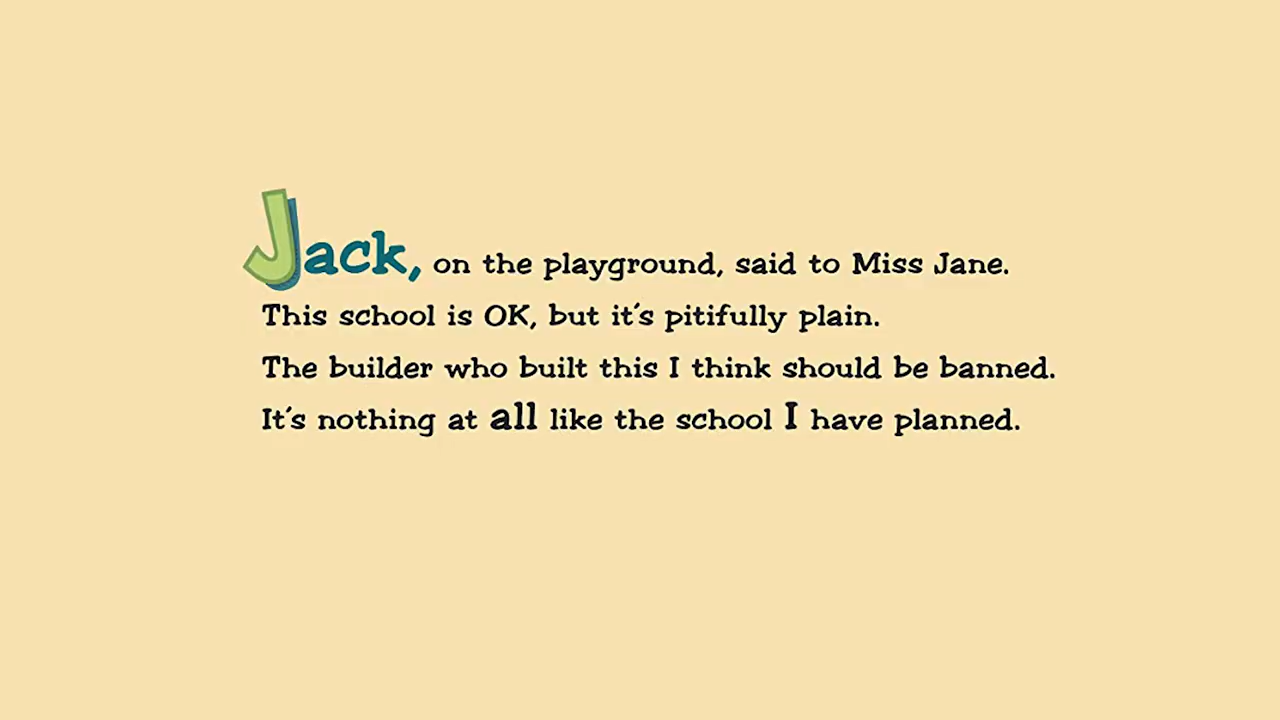 Jack, on the playground, said to Miss Jane.
This school is OK, but it's pitifully plain.
The builder who built this I think should be banned.
It's nothing at all like the school I have planned.